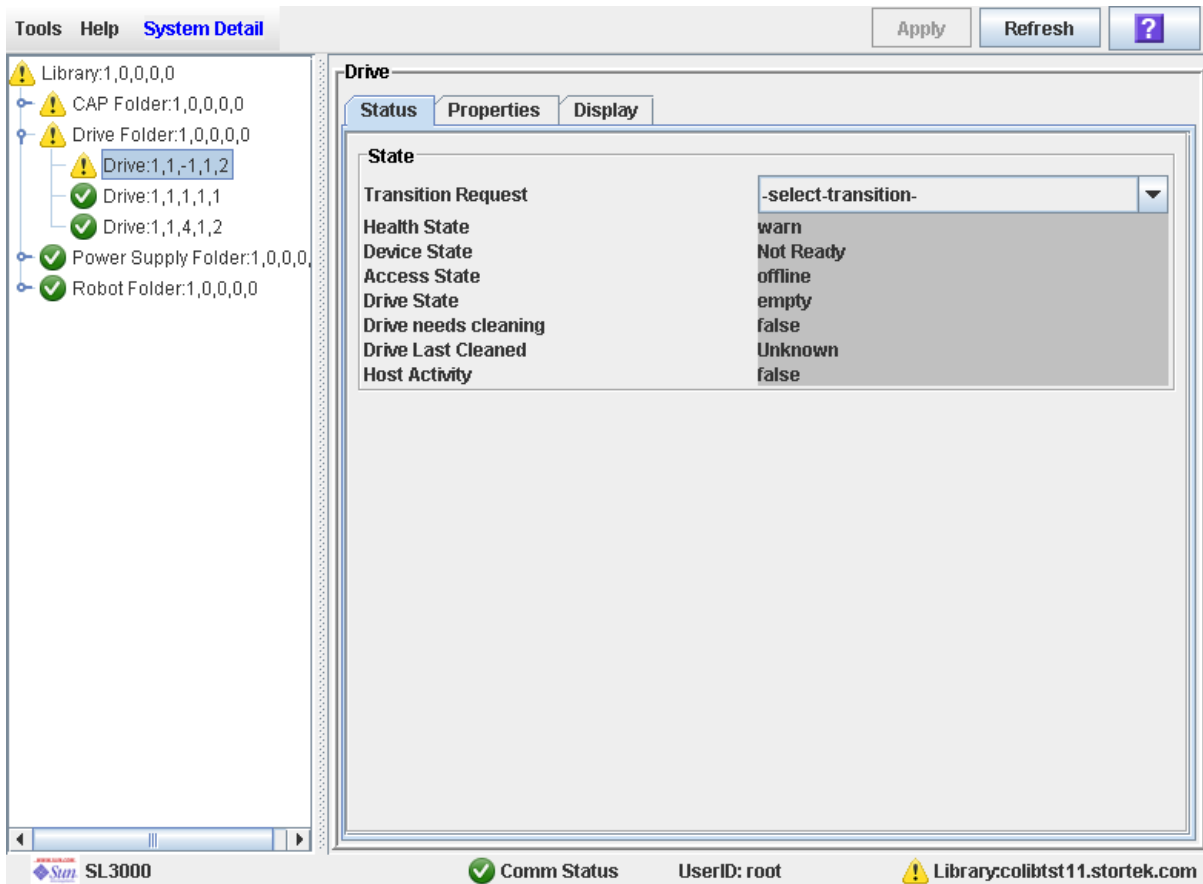 Tools Help System Detail
Apply Refresh ?
Library:1,0,0,0,0
CAP Folder:1,0,0,0,0
Drive Folder:1,0,0,0,0
Drive:1,1,-1,1,2
Drive:1,1,1,1,1
Drive:1,1,4,1,2
Power Supply Folder:1,0,0,0,
Robot Folder:1,0,0,0,0
Drive
Status Properties Display
State
Transition Request -select-transition-
Health State warn
Device State Not Ready
Access State offline
Drive State empty
Drive needs cleaning false
Drive Last Cleaned Unknown
Host Activity false
Sun SL3000 Comm Status UserID: root Library:colibtst11.stortek.com